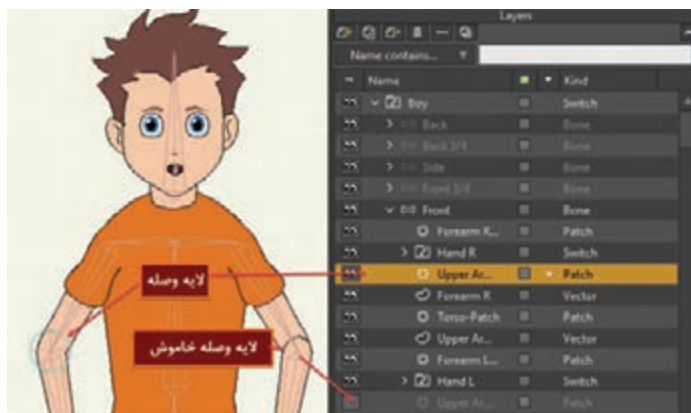 Layers
Name contains...
Name Kind
Boy Switch
Back Bone
Back 3/4 Bone
Side Bone
Front 3/4 Bone
Front Bone
Forearm R... Patch
Hand R Switch
Upper Ar... Patch
Forearm R Vector
Torso-Patch Patch
Upper Ar... Vector
Forearm L... Patch
Hand L Switch
Upper Ar... Patch
لایه وصله
لایه وصله خاموش